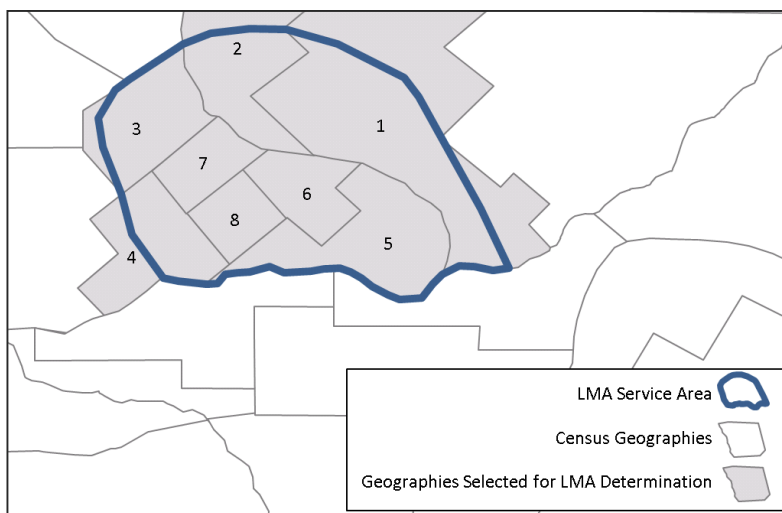 2
1
3
7
6
8
5
4
LMA Service Area
Census Geographies
Geographies Selected for LMA Determination